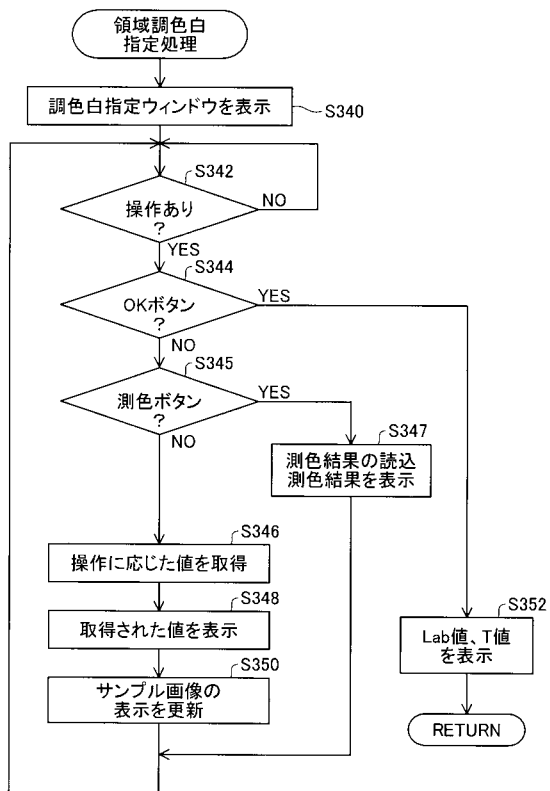 領域調色白
指定処理
調色白指定ウィンドウを表示
S340
S342
操作あり
?
NO
YES
S344
OKボタン
?
YES
NO
S345
測色ボタン
?
YES
NO
S347
測色結果の読込
測色結果を表示
S346
操作に応じた値を取得
S348
取得された値を表示
S350
サンプル画像の
表示を更新
S352
Lab値、T値
を表示
RETURN